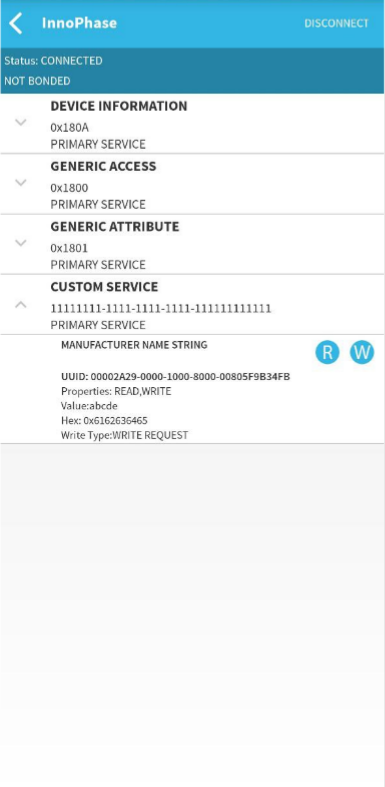 InnoPhase
DISCONNECT
Status: CONNECTED
NOT BONDED
DEVICE INFORMATION
0x180A
PRIMARY SERVICE
GENERIC ACCESS
0x1800
PRIMARY SERVICE
GENERIC ATTRIBUTE
0x1801
PRIMARY SERVICE
CUSTOM SERVICE
11111111-1111-1111-1111-111111111111
PRIMARY SERVICE
MANUFACTURER NAME STRING
R W
UUID: 00002A29-0000-1000-8000-00805F9B34FB
Properties: READ,WRITE
Value:abcde
Hex: 0x6162636465
Write Type:WRITE REQUEST